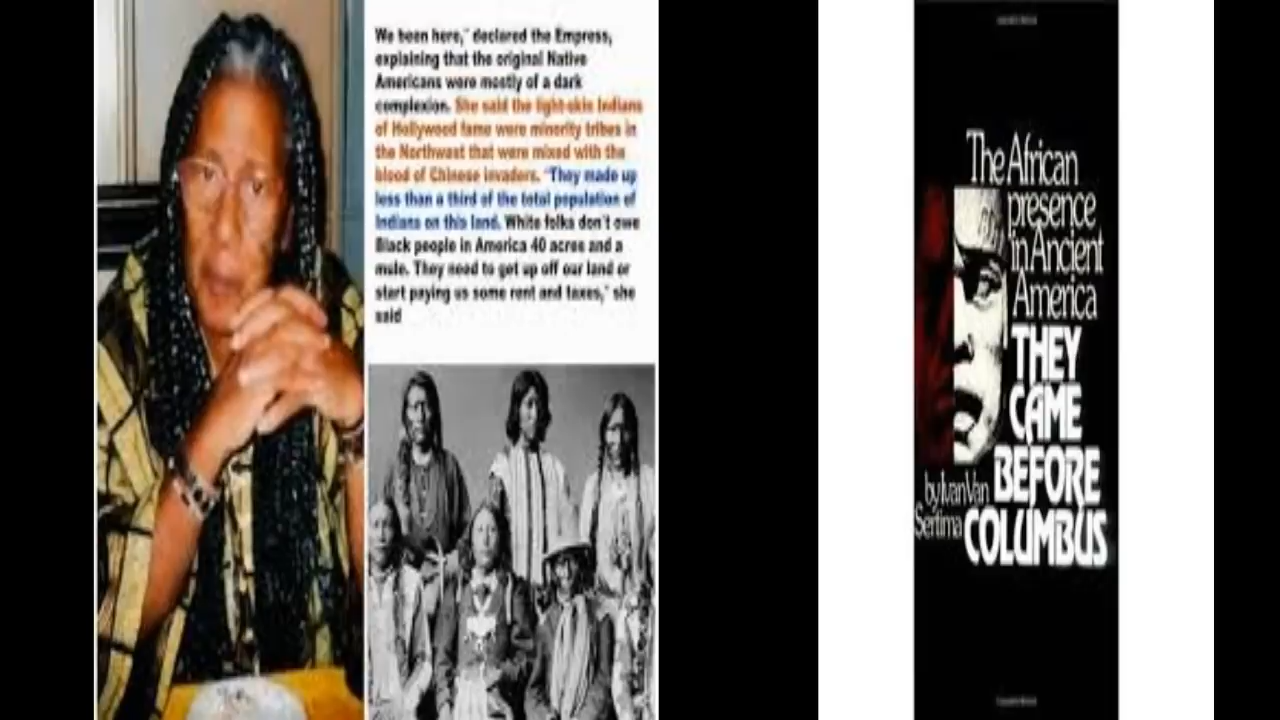 We been here," declared the Empress,
explaining that the original Native
Americans were mostly of a dark
complexion. She said the light-skin Indians
of Hollywood fame were minority tribes in
the Northwest that were mixed with the
blood of Chinese invaders. "They made up
less than a third of the total population of
Indians on this land. White folks don't owe
Black people in America 40 acres and a
mule. They need to get up off our land or
start paying us some rent and taxes," she
said
The African
presence
in Ancient
America
THEY
CAME
BEFORE
COLUMBUS
by Ivan Van
Sertima